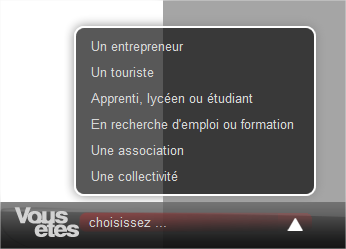 Un entrepreneur
Un touriste
Apprenti, lycéen ou étudiant
En recherche d'emploi ou formation
Une association
Une collectivité
Vous
êtes
choisissez ...